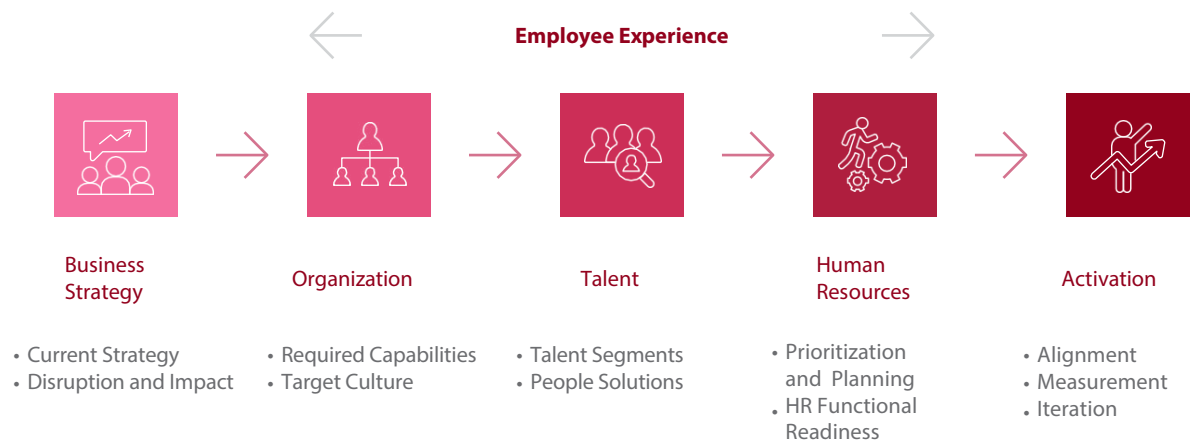 Employee Experience
Business
Strategy
• Current Strategy
• Disruption and Impact
Organization
• Required Capabilities
• Target Culture
Talent
• Talent Segments
• People Solutions
Human
Resources
• Prioritization
and Planning
• HR Functional
Readiness
Activation
• Alignment
• Measurement
• Iteration